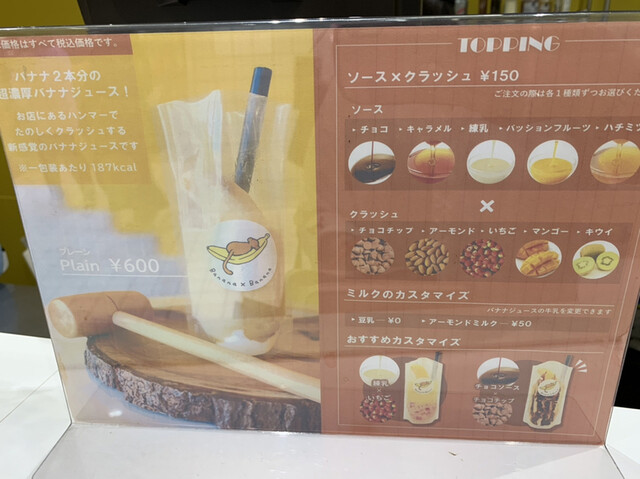 価格はすべて税込価格です。
バナナ2本分の
超濃厚バナナジュース!
お店にあるハンマーで
たのしくクラッシュする
新感覚のバナナジュースです
※一包装あたり 187kcal
プレーン
Plain ¥600
Banana × Banana
TOPPING
ソース×クラッシュ ¥150
ご注文の際は各1種類ずつお選びくだ
ソース
・チョコ ・キャラメル ・練乳 ・パッションフルーツ ・ハチミツ
×
クラッシュ
・チョコチップ ・アーモンド ・いちご ・マンゴー ・キウイ
ミルクのカスタマイズ
バナナジュースの牛乳を変更できます
・豆乳 ― ¥0 ・アーモンドミルク ― ¥50
おすすめカスタマイズ
練乳
いちご
チョコソース
チョコチップ